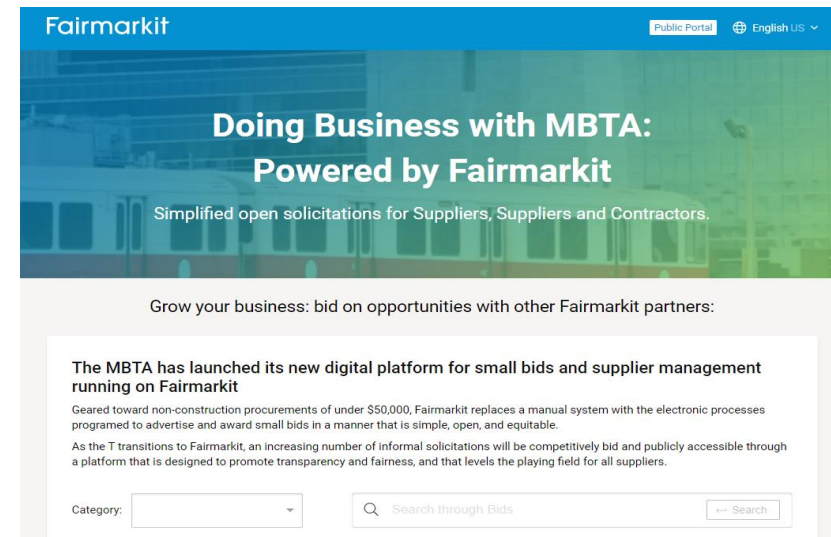 Fairmarkit
Public Portal
English US
Doing Business with MBTA:
Powered by Fairmarkit
Simplified open solicitations for Suppliers, Suppliers and Contractors.
Grow your business: bid on opportunities with other Fairmarkit partners:
The MBTA has launched its new digital platform for small bids and supplier management
running on Fairmarkit
Geared toward non-construction procurements of under $50,000, Fairmarkit replaces a manual system with the electronic processes
programed to advertise and award small bids in a manner that is simple, open, and equitable.
As the T transitions to Fairmarkit, an increasing number of informal solicitations will be competitively bid and publicly accessible through
a platform that is designed to promote transparency and fairness, and that levels the playing field for all suppliers.
Category:
Search through Bids
← Search